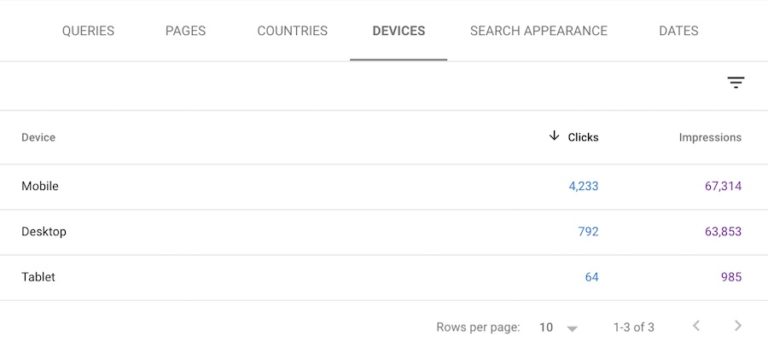 QUERIES PAGES COUNTRIES DEVICES SEARCH APPEARANCE DATES
Device Clicks Impressions
Mobile 4,233 67,314
Desktop 792 63,853
Tablet 64 985
Rows per page: 10 1-3 of 3